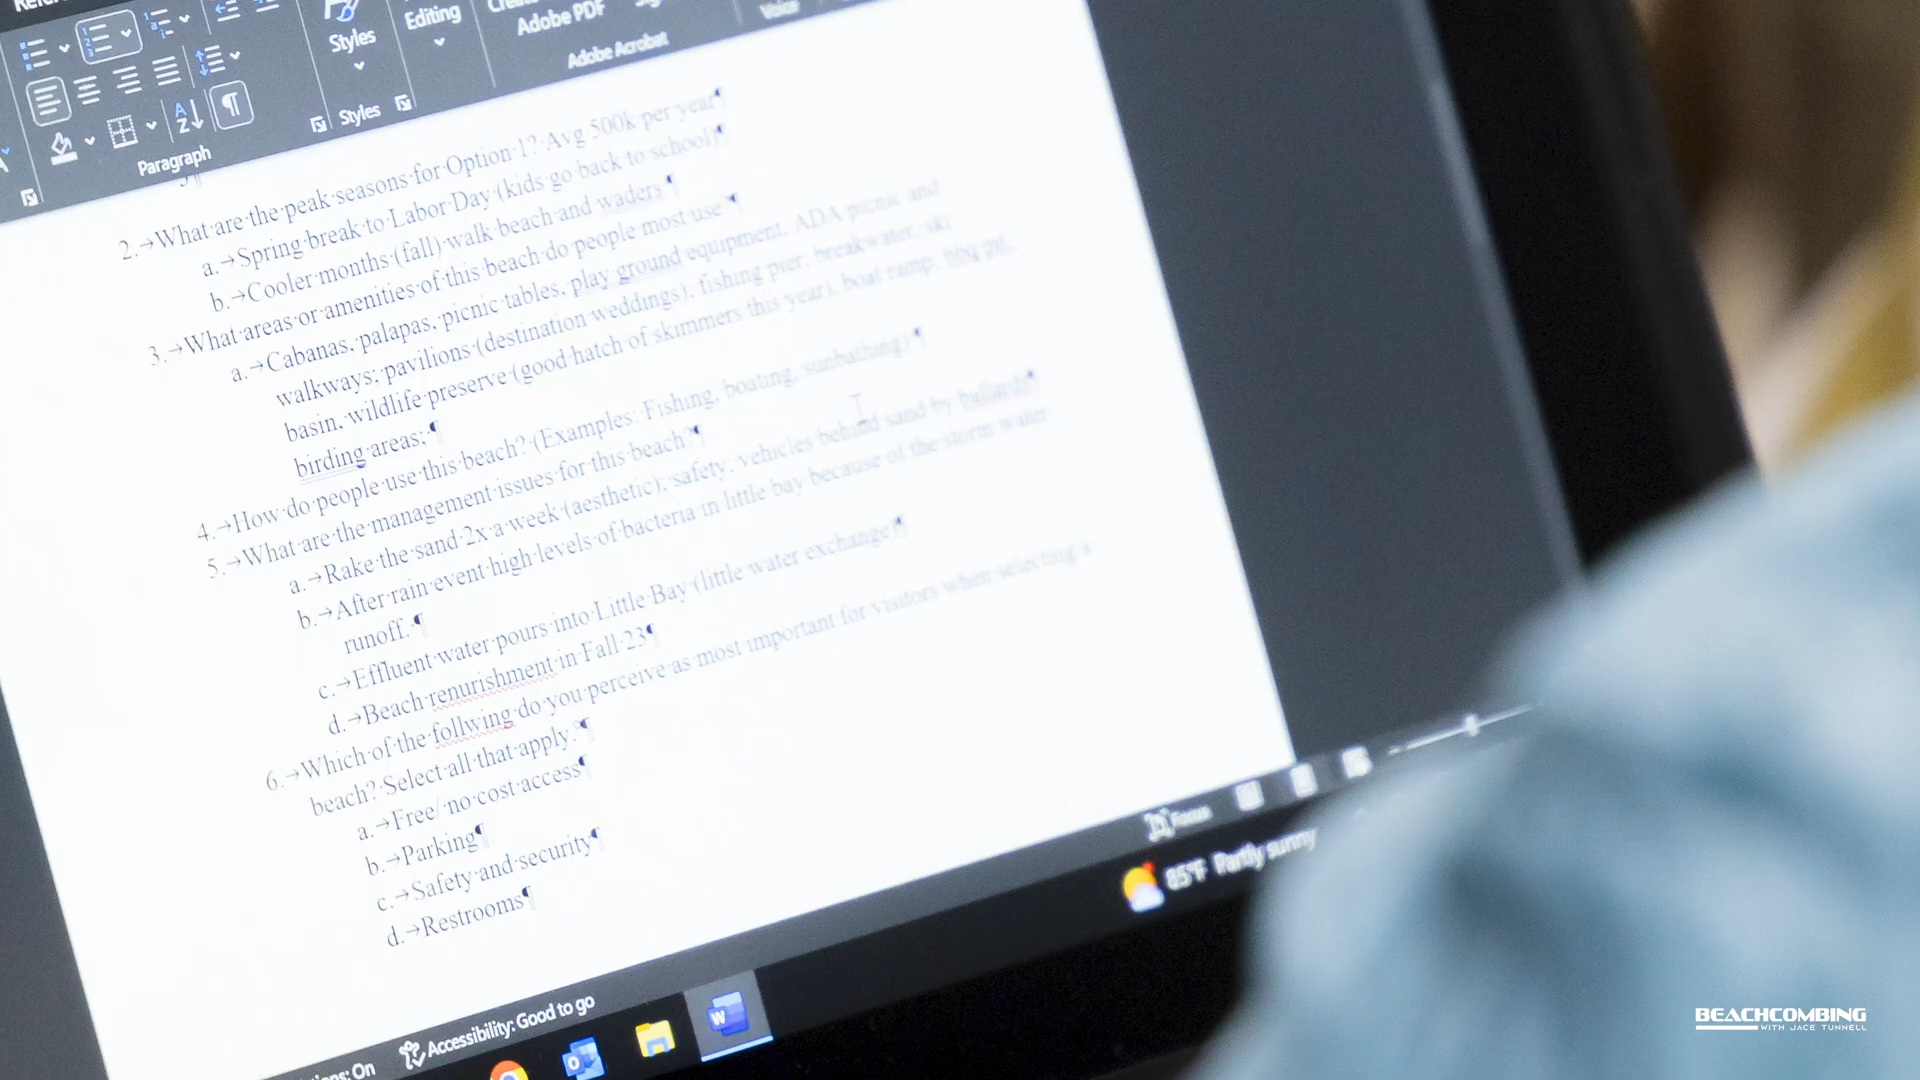 Editing
Adobe PDF
Voice
Styles
Adobe Acrobat
Styles
Paragraph
2.→What are the peak seasons for Option 1? Avg 500k per year¶
a.→Spring break to Labor Day (kids go back to school)¶
b.→Cooler months (fall) walk beach and waders ¶
3.→What areas or amenities of this beach do people most use ¶
a.→Cabanas, palapas, picnic tables, play ground equipment, ADA picnic and
walkways; pavilions (destination weddings), fishing pier, breakwater, ski
basin, wildlife preserve (good hatch of skimmers this year), boat ramp, bbq pit,
birding areas; ¶
4.→How do people use this beach? (Examples: Fishing, boating, sunbathing) ¶
5.→What are the management issues for this beach?¶
a.→Rake the sand 2x a week (aesthetic); safety; vehicles behind sand by ballards¶
b.→After rain event high levels of bacteria in little bay because of the storm water
runoff. ¶
c.→Effluent water pours into Little Bay (little water exchange)¶
d.→Beach renurishment in Fall 23¶
6.→Which of the follwing do you perceive as most important for visitors when selecting a
beach? Select all that apply. ¶
a.→Free/ no cost access¶
b.→Parking¶
c.→Safety and security¶
d.→Restrooms¶
Focus
85°F Partly sunny
On
Accessibility: Good to go
BEACHCOMBING
WITH JACE TUNNELL